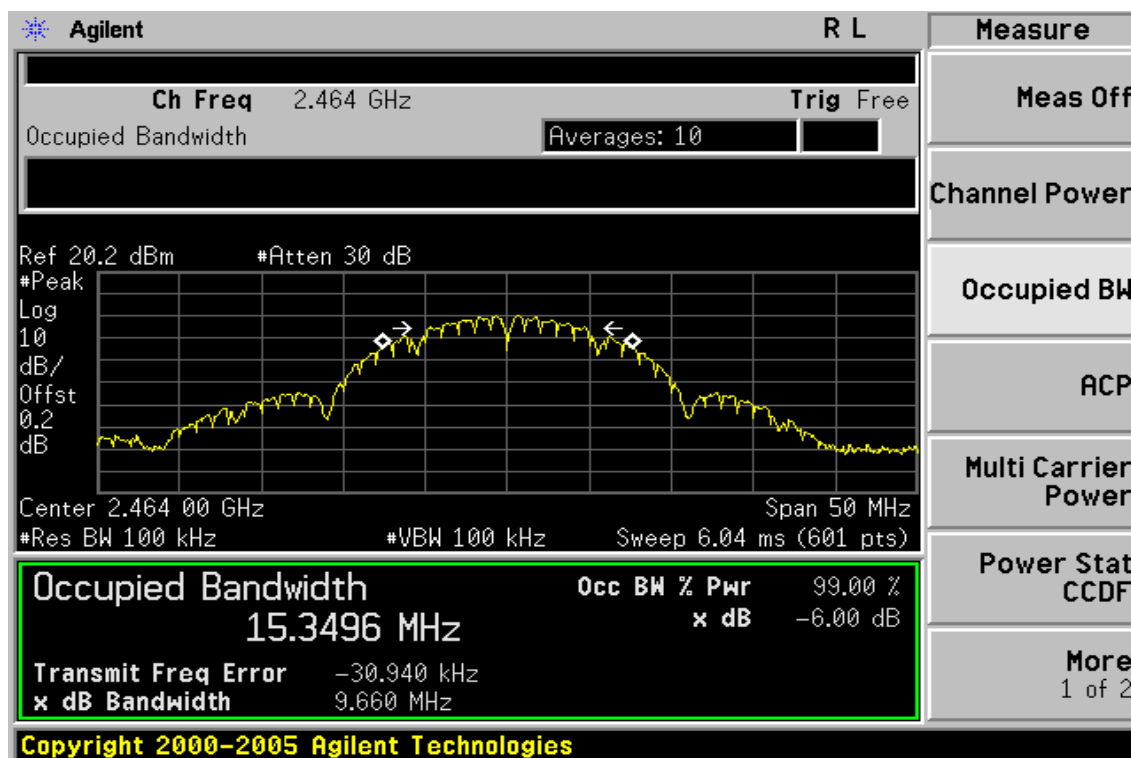 Agilent R L
Measure
Ch Freq 2.464 GHz Trig Free
Meas Off
Occupied Bandwidth Averages: 10
Channel Power
Ref 20.2 dBm #Atten 30 dB
#Peak
Log
10
dB/
Offst
0.2
dB
Occupied BW
ACP
Center 2.464 00 GHz Span 50 MHz
#Res BW 100 kHz #VBW 100 kHz Sweep 6.04 ms (601 pts)
Multi Carrier
Power
Occupied Bandwidth Occ BW % Pwr 99.00 %
15.3496 MHz x dB -6.00 dB
Transmit Freq Error -30.940 kHz
x dB Bandwidth 9.660 MHz
Power Stat
CCDF
More
1 of 2
Copyright 2000-2005 Agilent Technologies